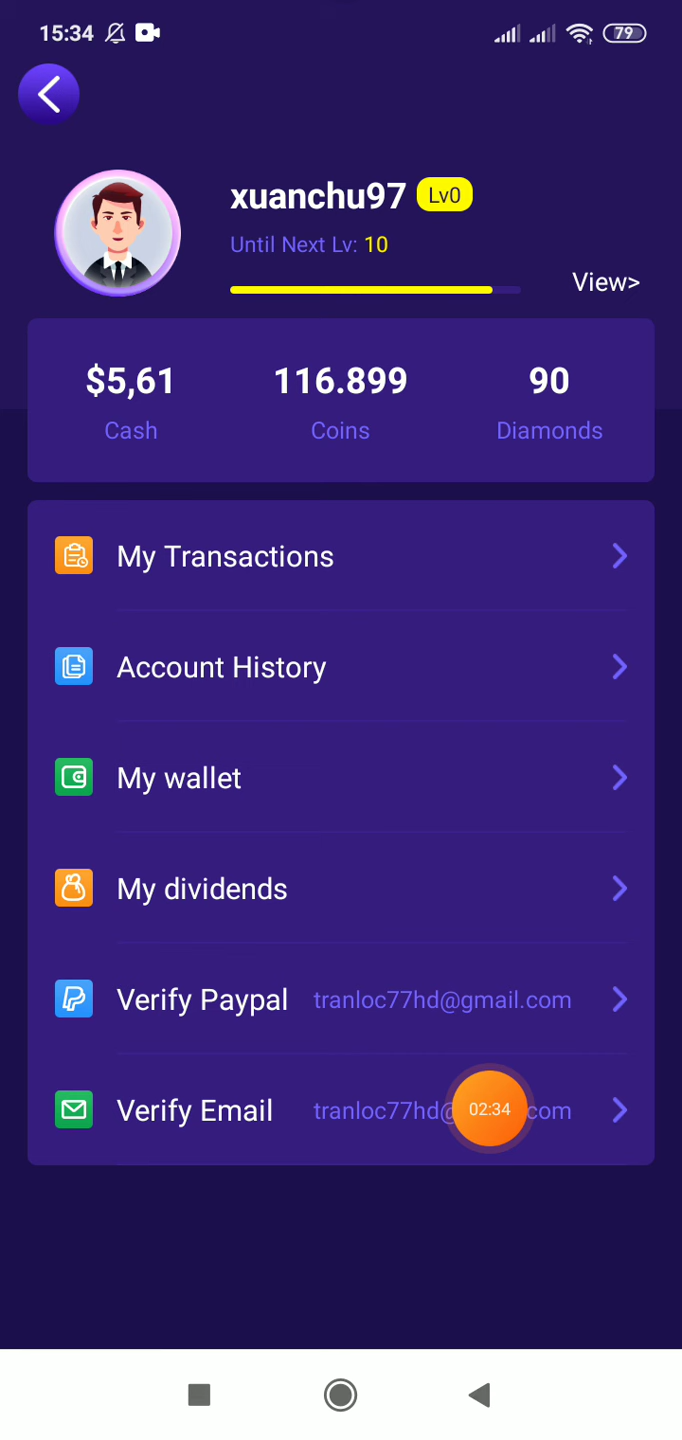 15:34 79
xuanchu97 Lv0
Until Next Lv: 10
View>
$5,61 116.899 90
Cash Coins Diamonds
My Transactions
Account History
My wallet
My dividends
Verify Paypal tranloc77hd@gmail.com
Verify Email tranloc77hd@ 02:34 com